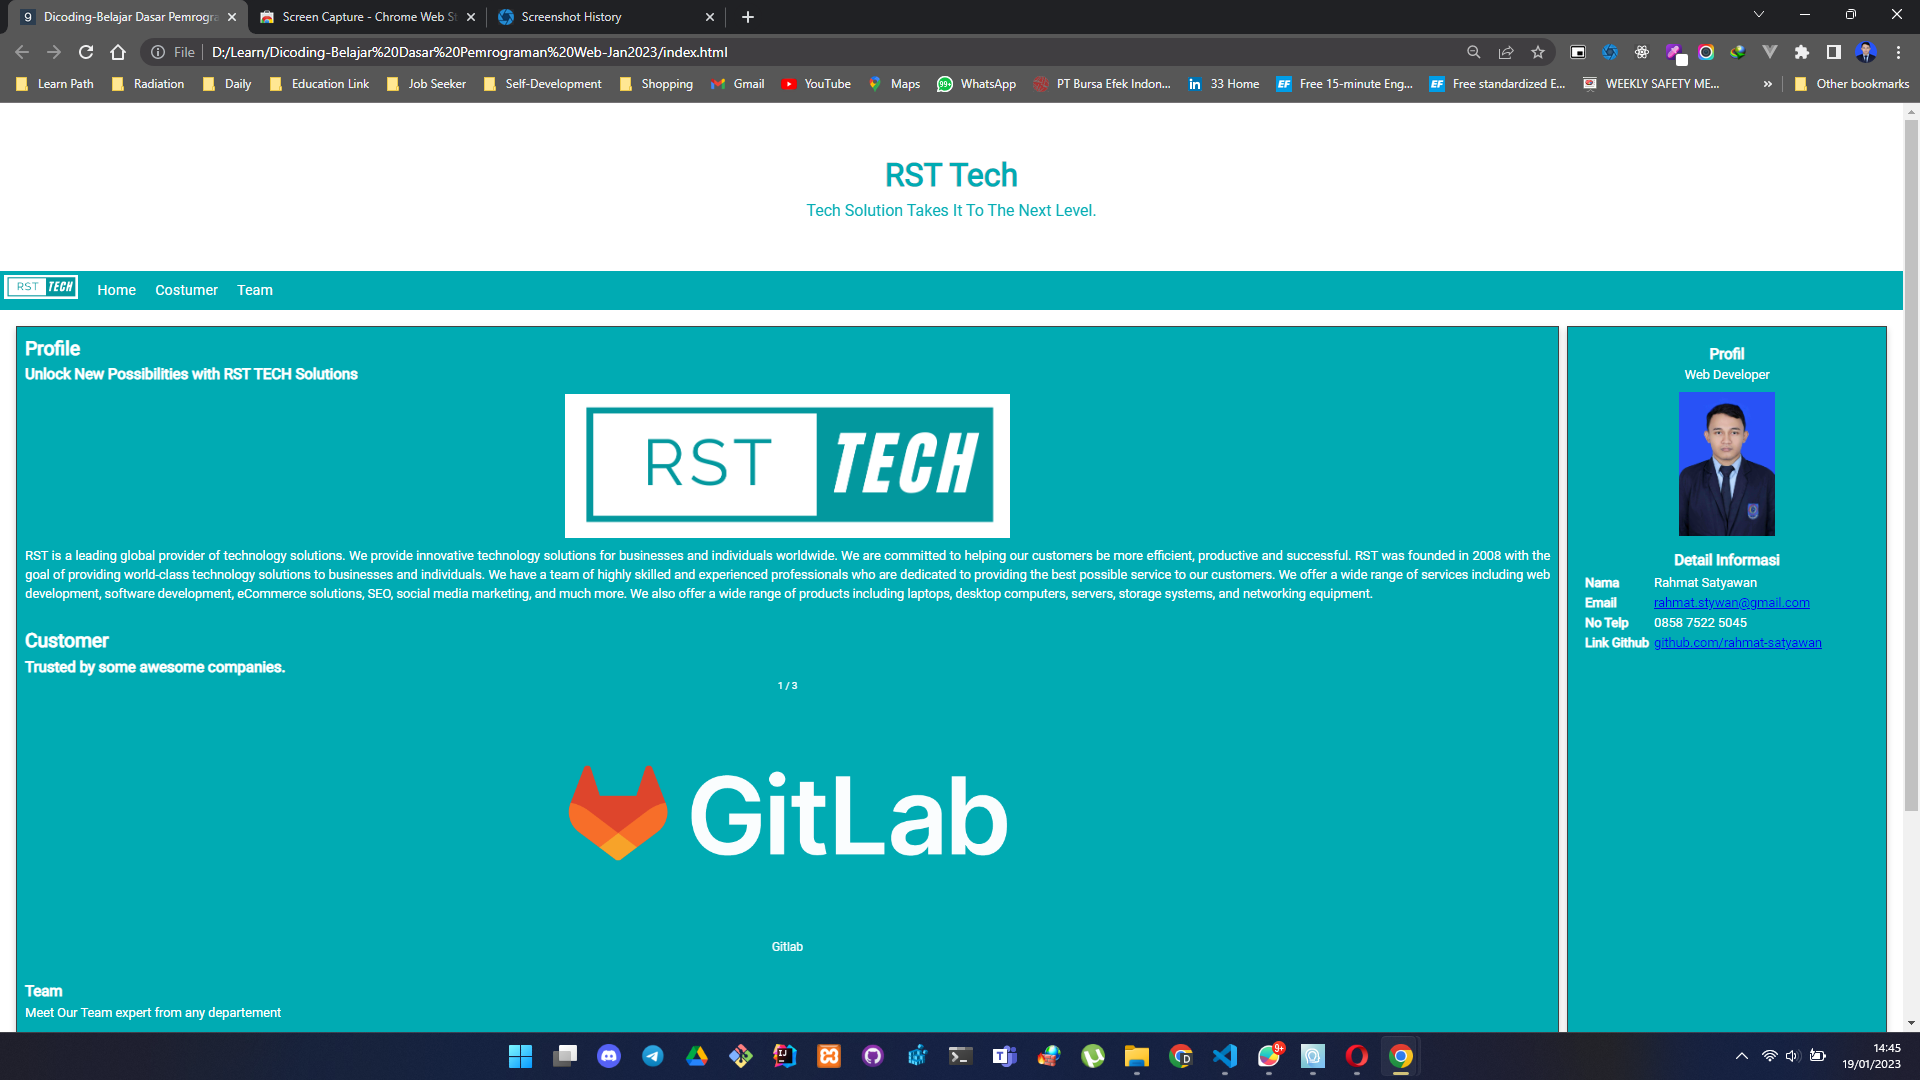 Dicoding-Belajar Dasar Pemrogra
Screen Capture - Chrome Web St
Screenshot History
File
D:/Learn/Dicoding-Belajar%20Dasar%20Pemrograman%20Web-Jan2023/index.html
Learn Path
Radiation
Daily
Education Link
Job Seeker
Self-Development
Shopping
Gmail
YouTube
Maps
99+
WhatsApp
PT Bursa Efek Indon...
in
33 Home
EF
Free 15-minute Eng...
EF
Free standardized E...
WEEKLY SAFETY ME...
»
Other bookmarks
RST Tech
Tech Solution Takes It To The Next Level.
RST TECH
Home
Costumer
Team
Profile
Unlock New Possibilities with RST TECH Solutions
RST TECH
RST is a leading global provider of technology solutions. We provide innovative technology solutions for businesses and individuals worldwide. We are committed to helping our customers be more efficient, productive and successful. RST was founded in 2008 with the
goal of providing world-class technology solutions to businesses and individuals. We have a team of highly skilled and experienced professionals who are dedicated to providing the best possible service to our customers. We offer a wide range of services including web
development, software development, eCommerce solutions, SEO, social media marketing, and much more. We also offer a wide range of products including laptops, desktop computers, servers, storage systems, and networking equipment.
Customer
Trusted by some awesome companies.
1 / 3
GitLab
Gitlab
Team
Meet Our Team expert from any departement
Profil
Web Developer
Detail Informasi
Nama Rahmat Satyawan
Email rahmat.stywan@gmail.com
No Telp 0858 7522 5045
Link Github github.com/rahmat-satyawan
9+
14:45
19/01/2023